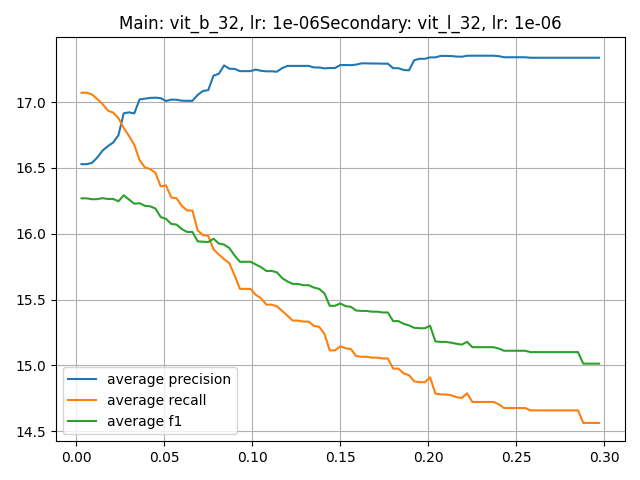 Main: vit_b_32, lr: 1e-06Secondary: vit_l_32, lr: 1e-06
17.0
16.5
16.0
15.5
15.0
14.5
average precision
average recall
average f1
0.00 0.05 0.10 0.15 0.20 0.25 0.30